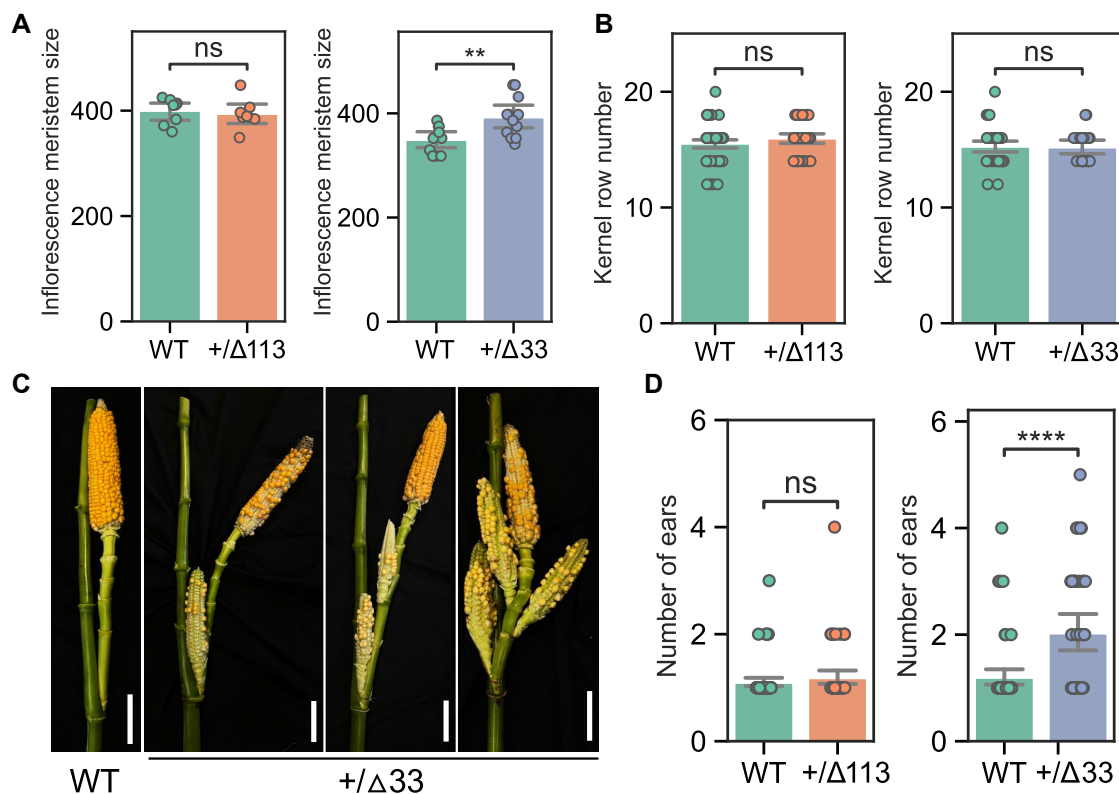 A
Inflorescence meristem size
400
200
0
ns
WT +/Δ113
Inflorescence meristem size
400
200
0
**
WT +/Δ33
B
Kernel row number
20
10
0
ns
WT +/Δ113
Kernel row number
20
10
0
ns
WT +/Δ33
C
WT
+/Δ33
D
Number of ears
6
4
2
0
ns
WT +/Δ113
Number of ears
6
4
2
0
****
WT +/Δ33